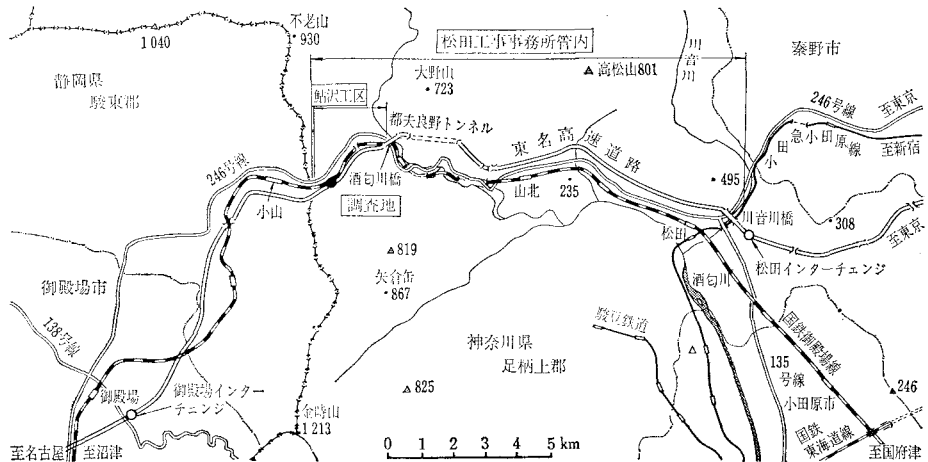 不老山
930
1 040
松田工事事務所管内
大野山
723
高松山801
川音川
秦野市
静岡県
駿東郡
鮎沢工区
都夫良野トンネル
246号線
至東京
小田急小田原線
至新宿
東名高速道路
246号線
酒匂川橋
小山
調査地
山北
235
495
川音川橋
308
至東京
松田
松田インターチェンジ
819
矢倉岳
867
酒匂川
御殿場市
138号線
駿豆鉄道
神奈川県
足柄上郡
国鉄御殿場線
135
号線
825
246
御殿場
御殿場インター
チェンジ
小田原市
金時山
1 213
国鉄
東海道線
至名古屋
至沼津
0 1 2 3 4 5 km
至国府津